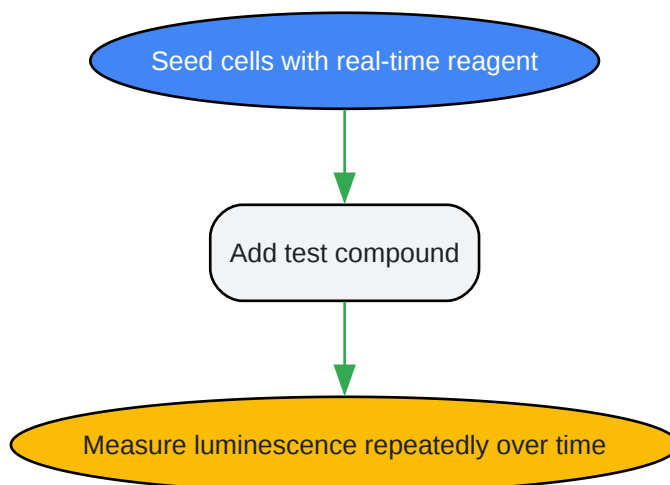 Seed cells with real-time reagent
Add test compound
Measure luminescence repeatedly over time